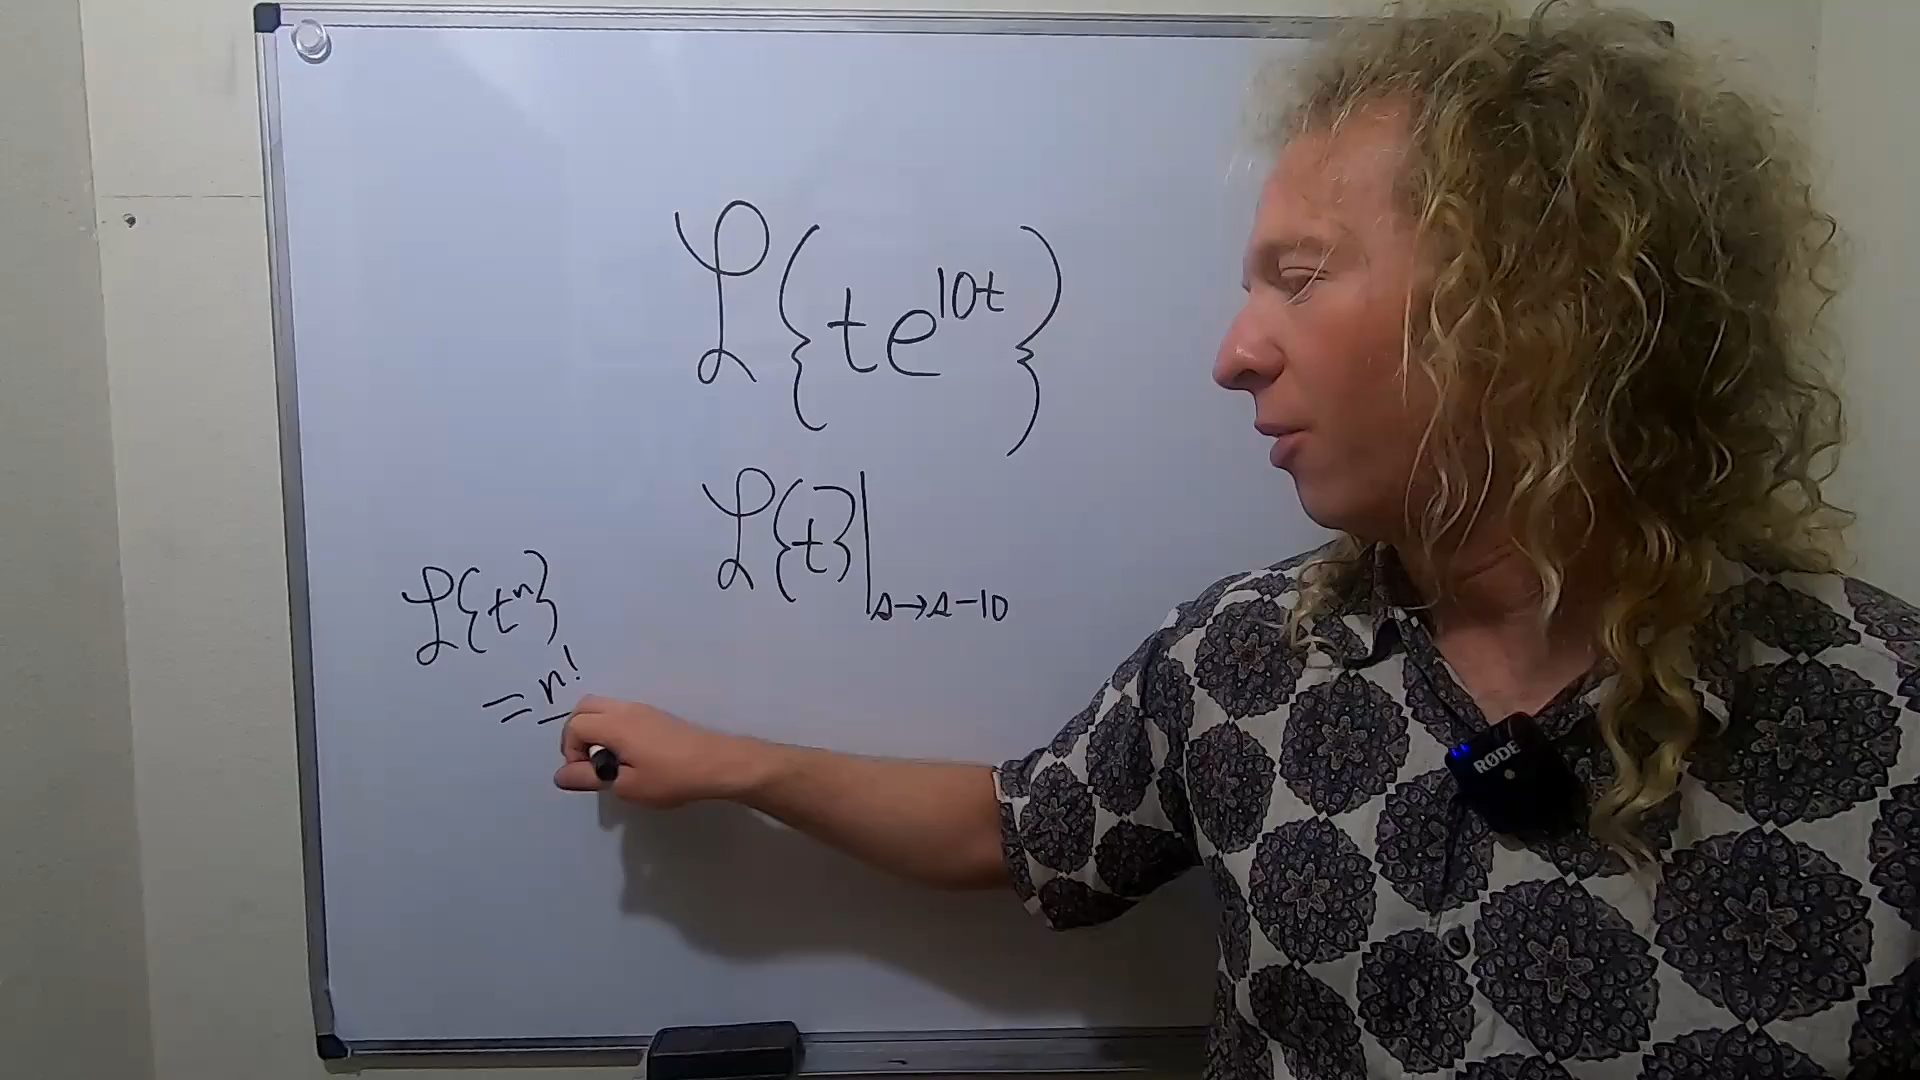 ℒ{te^10t}
ℒ{t}|s→s-10
ℒ{t^n}
= n!
RØDE